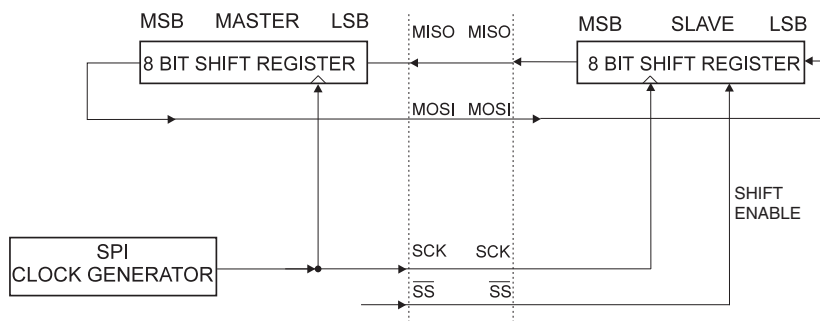 MSB MASTER LSB
MISO MISO
MSB SLAVE LSB
8 BIT SHIFT REGISTER
8 BIT SHIFT REGISTER
MOSI MOSI
SHIFT
ENABLE
SPI
CLOCK GENERATOR
SCK SCK
SS SS